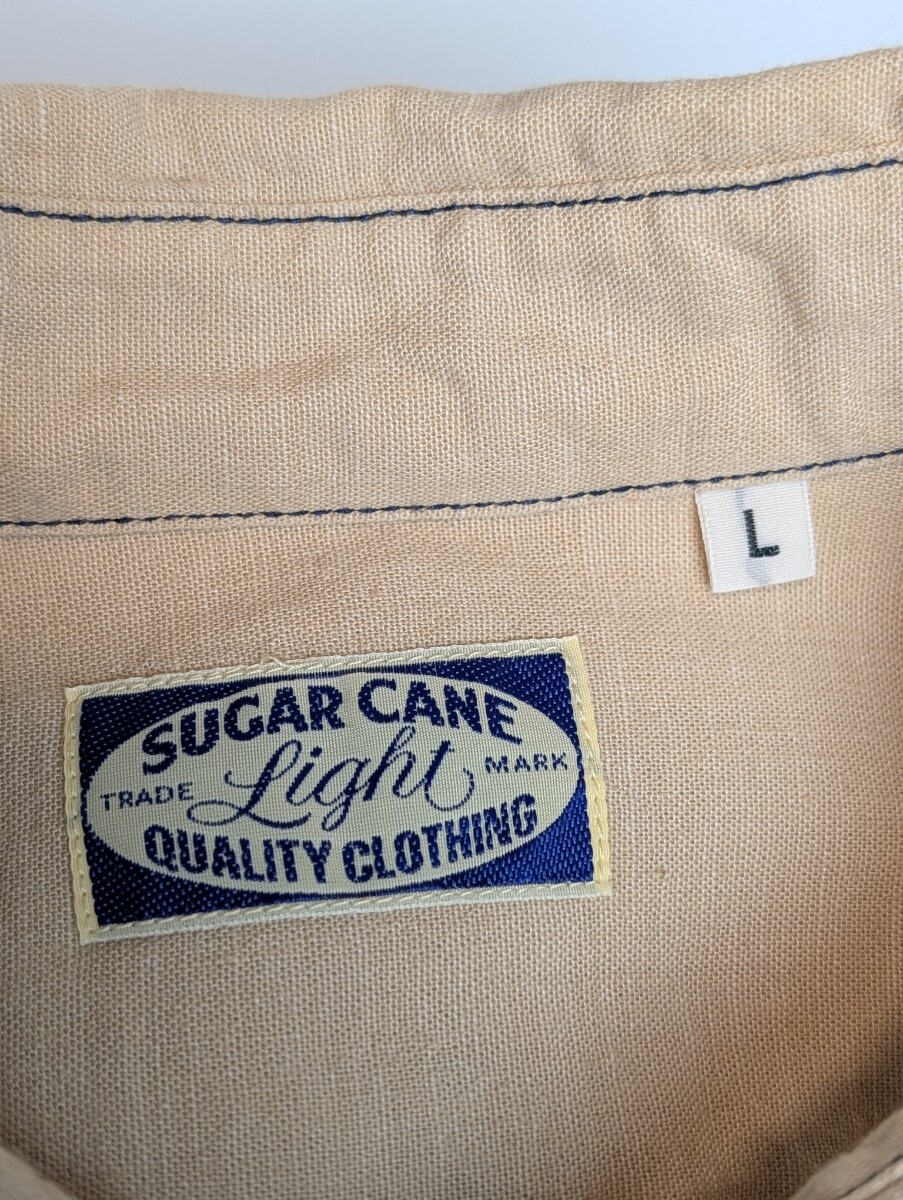 L
SUGAR CANE
Light
TRADE MARK
QUALITY CLOTHING